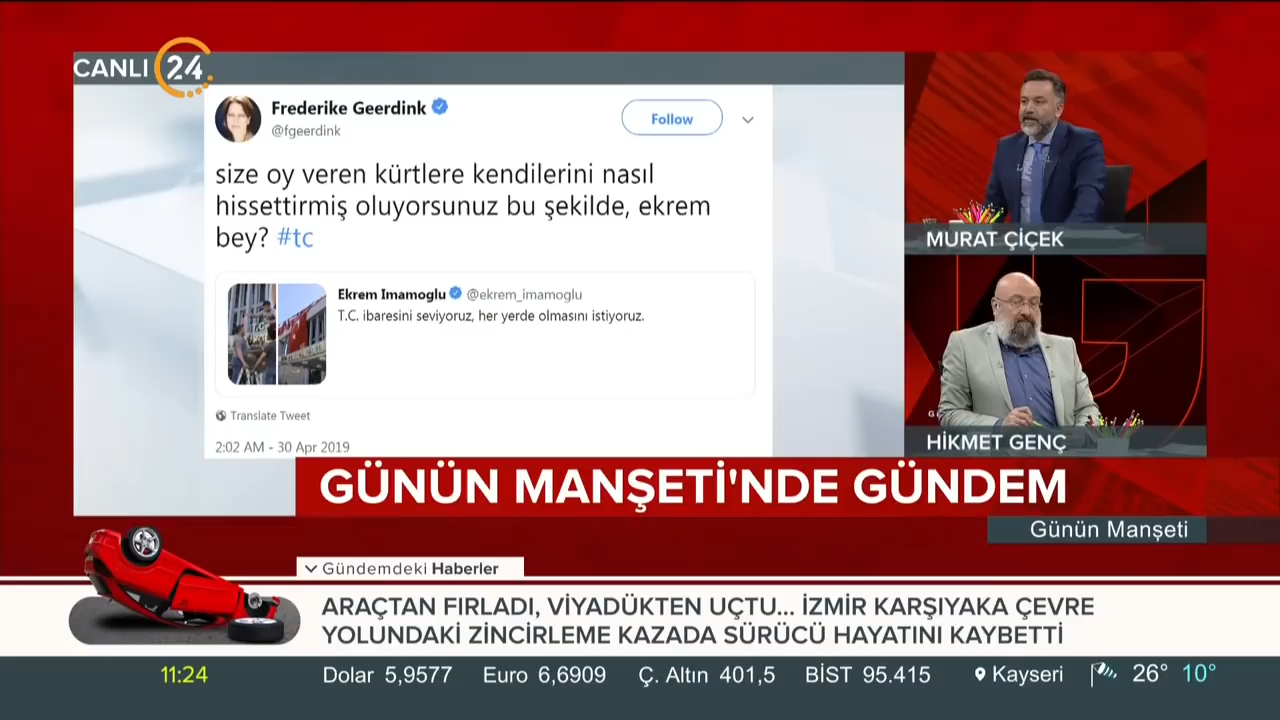 CANLI 24
Frederike Geerdink
@fgeerdink
Follow
size oy veren kürtlere kendilerini nasıl
hissettirmiş oluyorsunuz bu şekilde, ekrem
bey? #tc
Ekrem Imamoglu @ekrem_imamoglu
T.C. ibaresini seviyoruz, her yerde olmasını istiyoruz.
Translate Tweet
2:02 AM - 30 Apr 2019
MURAT ÇİÇEK
HİKMET GENÇ
GÜNÜN MANŞETİ'NDE GÜNDEM
Günün Manşeti
Gündemdeki Haberler
ARAÇTAN FIRLADI, VİYADÜKTEN UÇTU... İZMİR KARŞIYAKA ÇEVRE
YOLUNDAKİ ZİNCİRLEME KAZADA SÜRÜCÜ HAYATINI KAYBETTİ
11:24 Dolar 5,9577 Euro 6,6909 Ç. Altın 401,5 BİST 95.415 Kayseri 26° 10°